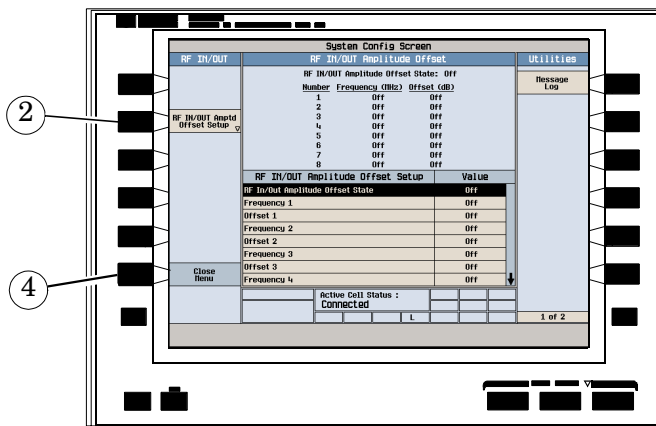 System Config Screen
RF IN/OUT
RF IN/OUT Amplitude Offset
Utilities
RF IN/OUT Amplitude Offset State: Off
Number Frequency (MHz) Offset (dB)
1 Off Off
2 Off Off
3 Off Off
4 Off Off
5 Off Off
6 Off Off
7 Off Off
8 Off Off
Message
Log
2
RF IN/OUT Amptd
Offset Setup
RF IN/OUT Amplitude Offset Setup Value
RF In/Out Amplitude Offset State Off
Frequency 1 Off
Offset 1 Off
Frequency 2 Off
Offset 2 Off
Frequency 3 Off
Offset 3 Off
Frequency 4 Off
4
Close
Menu
Active Cell Status :
Connected
L
1 of 2